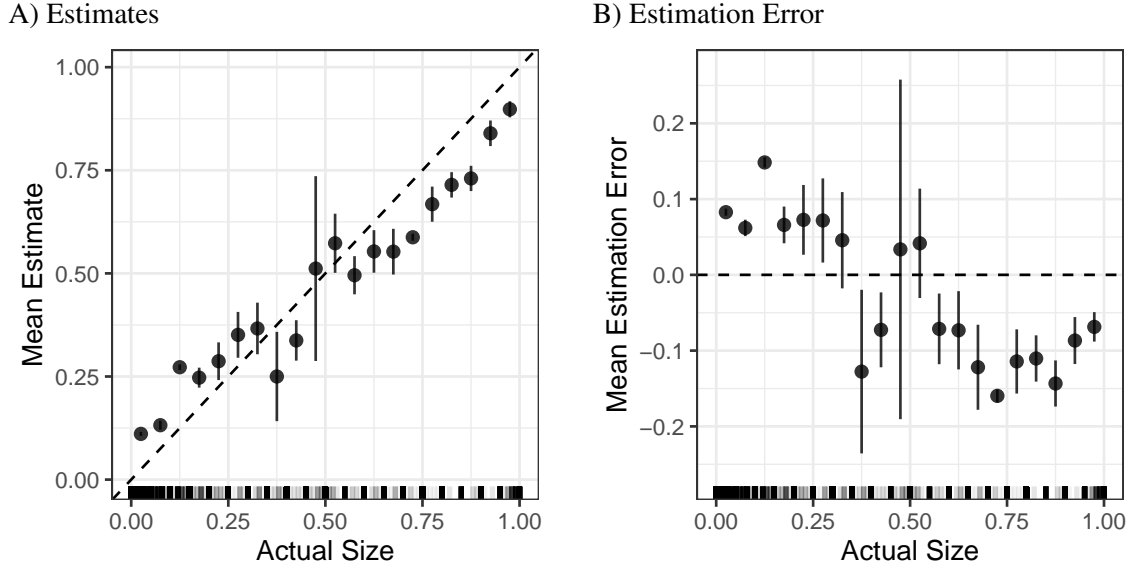 A) Estimates
1.00
0.75
0.50
0.25
0.00
Mean Estimate
0.00 0.25 0.50 0.75 1.00
Actual Size
B) Estimation Error
0.2
0.1
0.0
−0.1
−0.2
Mean Estimation Error
0.00 0.25 0.50 0.75 1.00
Actual Size